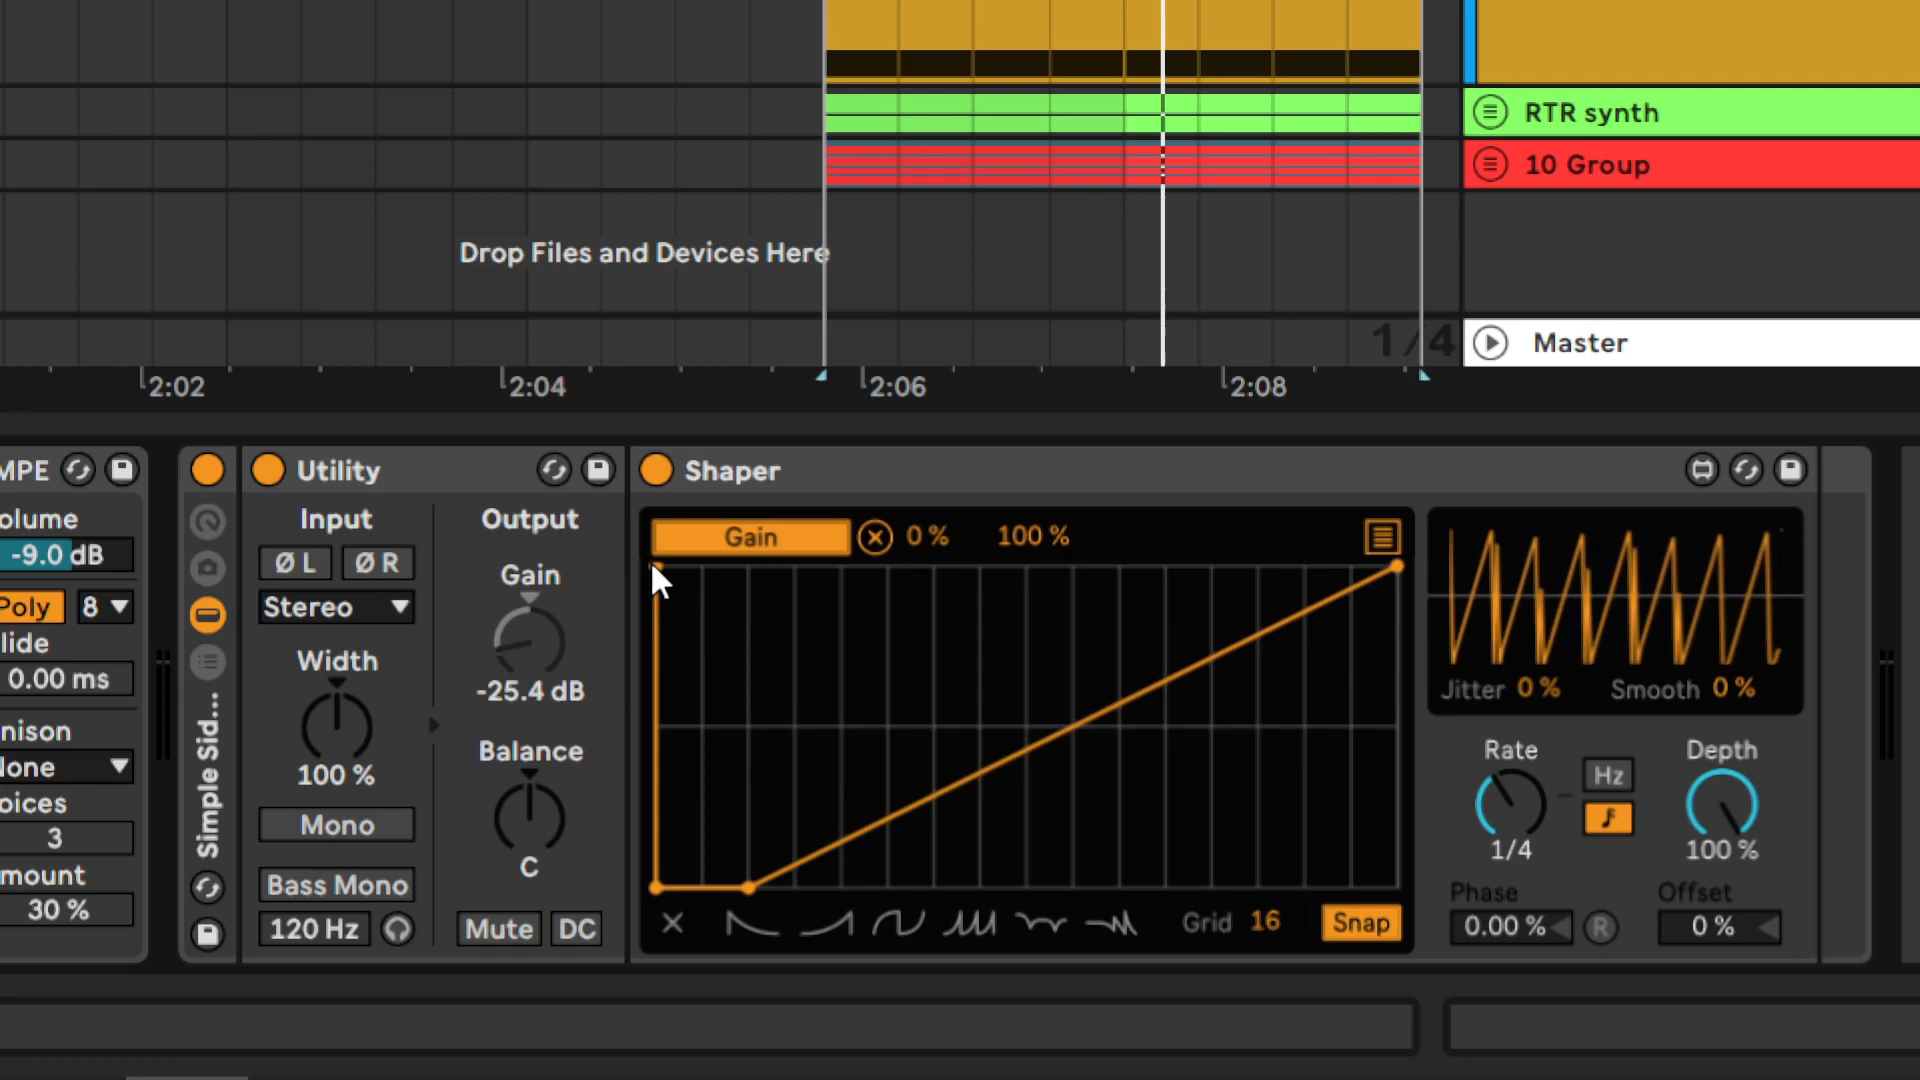 RTR synth
10 Group
Drop Files and Devices Here
1/4
Master
2:02
2:04
2:06
2:08
MPE
Utility
Shaper
olume
-9.0 dB
Poly
8
lide
0.00 ms
nison
None
oices
3
mount
30 %
Simple Sid...
Input
Ø L
Ø R
Stereo
Width
100 %
Mono
Bass Mono
120 Hz
Output
Gain
-25.4 dB
Balance
C
Mute
DC
Gain
0 %
100 %
Grid
16
Snap
Jitter 0 %
Smooth 0 %
Rate
1/4
Hz
Depth
100 %
Phase
0.00 %
R
Offset
0 %